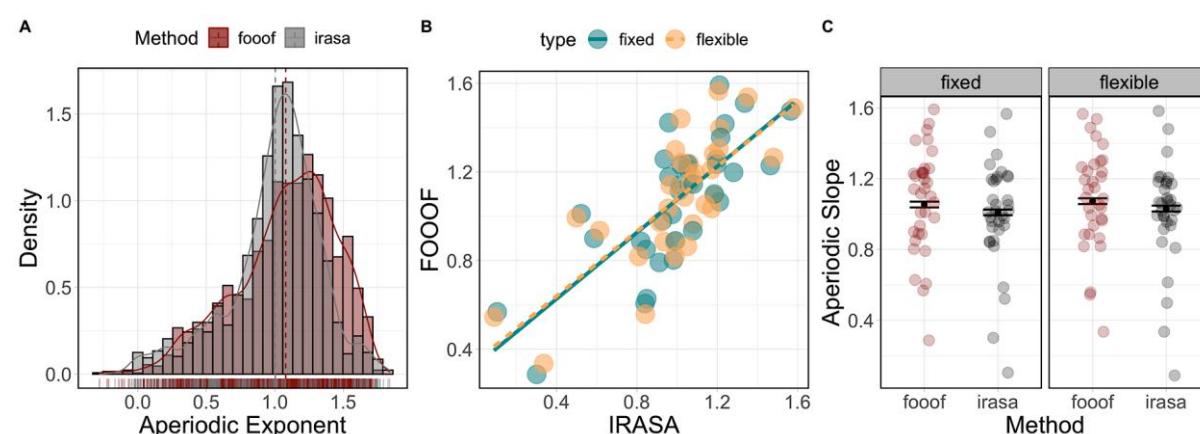 A
Method fooof irasa
Density
1.5
1.0
0.5
0.0
0.0 0.5 1.0 1.5
Aperiodic Exponent
B
type fixed flexible
FOOOF
1.6
1.2
0.8
0.4
0.4 0.8 1.2 1.6
IRASA
C
fixed flexible
Aperiodic Slope
1.6
1.2
0.8
0.4
fooof irasa fooof irasa
Method